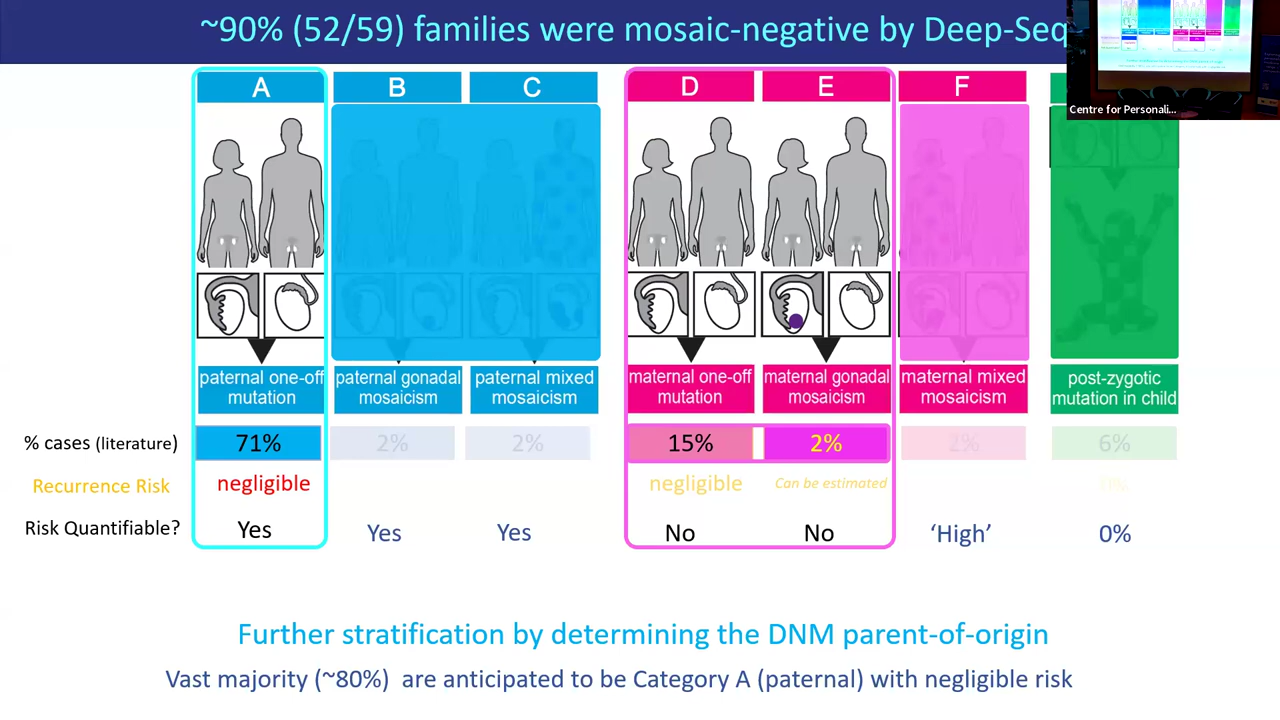 ~90% (52/59) families were mosaic-negative by Deep-Seq
Centre for Personali...
A B C D E F
paternal one-off mutation
paternal gonadal mosaicism
paternal mixed mosaicism
maternal one-off mutation
maternal gonadal mosaicism
maternal mixed mosaicism
post-zygotic mutation in child
% cases (literature) 71% 2% 2% 15% 2% 2% 6%
Recurrence Risk negligible negligible Can be estimated
Risk Quantifiable? Yes Yes Yes No No ‘High’ 0%
Further stratification by determining the DNM parent-of-origin
Vast majority (~80%) are anticipated to be Category A (paternal) with negligible risk